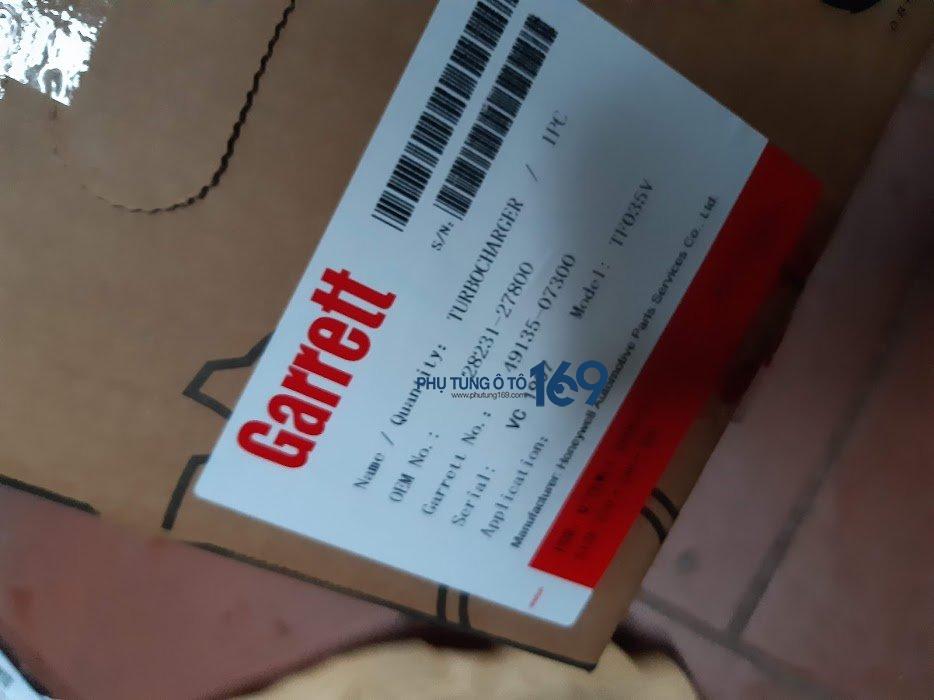 Garrett
S/N:
Name / Quantity: TURBOCHARGER / 1PC
OEM No.: 28231-27800
Garrett No.: 49135-07300
Serial: VC
Model: TF035V
Application:
Manufacturer: Honeywell Automotive Parts Services Co., Ltd.
PHỤ TÙNG Ô TÔ 169
www.phutung169.com